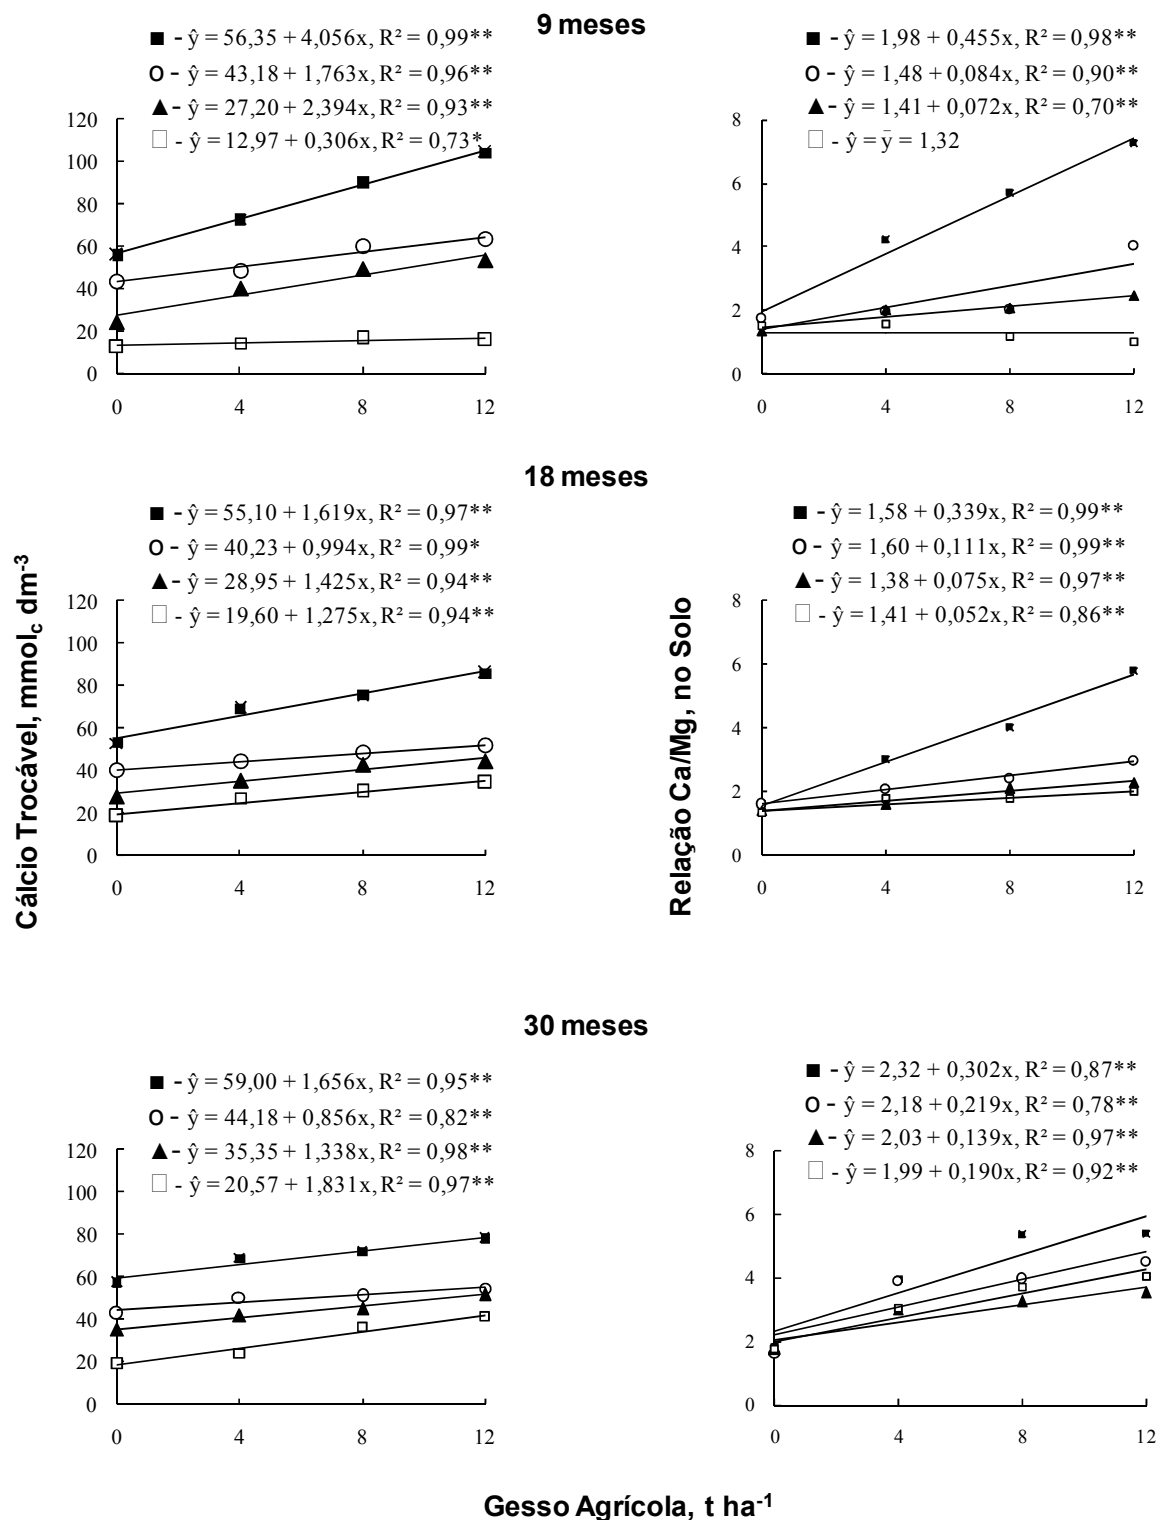 9 meses
■ - ŷ = 56,35 + 4,056x, R² = 0,99**
O - ŷ = 43,18 + 1,763x, R² = 0,96**
▲ - ŷ = 27,20 + 2,394x, R² = 0,93**
□ - ŷ = 12,97 + 0,306x, R² = 0,73*
120
100
80
60
40
20
0
0 4 8 12
■ - ŷ = 1,98 + 0,455x, R² = 0,98**
O - ŷ = 1,48 + 0,084x, R² = 0,90**
▲ - ŷ = 1,41 + 0,072x, R² = 0,70**
□ - ŷ = ȳ = 1,32
8
6
4
2
0
0 4 8 12
18 meses
■ - ŷ = 55,10 + 1,619x, R² = 0,97**
O - ŷ = 40,23 + 0,994x, R² = 0,99*
▲ - ŷ = 28,95 + 1,425x, R² = 0,94**
□ - ŷ = 19,60 + 1,275x, R² = 0,94**
120
100
80
60
40
20
0
0 4 8 12
Cálcio Trocável, mmol꜀ dm⁻³
■ - ŷ = 1,58 + 0,339x, R² = 0,99**
O - ŷ = 1,60 + 0,111x, R² = 0,99**
▲ - ŷ = 1,38 + 0,075x, R² = 0,97**
□ - ŷ = 1,41 + 0,052x, R² = 0,86**
8
6
4
2
0
0 4 8 12
Relação Ca/Mg, no Solo
30 meses
■ - ŷ = 59,00 + 1,656x, R² = 0,95**
O - ŷ = 44,18 + 0,856x, R² = 0,82**
▲ - ŷ = 35,35 + 1,338x, R² = 0,98**
□ - ŷ = 20,57 + 1,831x, R² = 0,97**
120
100
80
60
40
20
0
0 4 8 12
■ - ŷ = 2,32 + 0,302x, R² = 0,87**
O - ŷ = 2,18 + 0,219x, R² = 0,78**
▲ - ŷ = 2,03 + 0,139x, R² = 0,97**
□ - ŷ = 1,99 + 0,190x, R² = 0,92**
8
6
4
2
0
0 4 8 12
Gesso Agrícola, t ha⁻¹